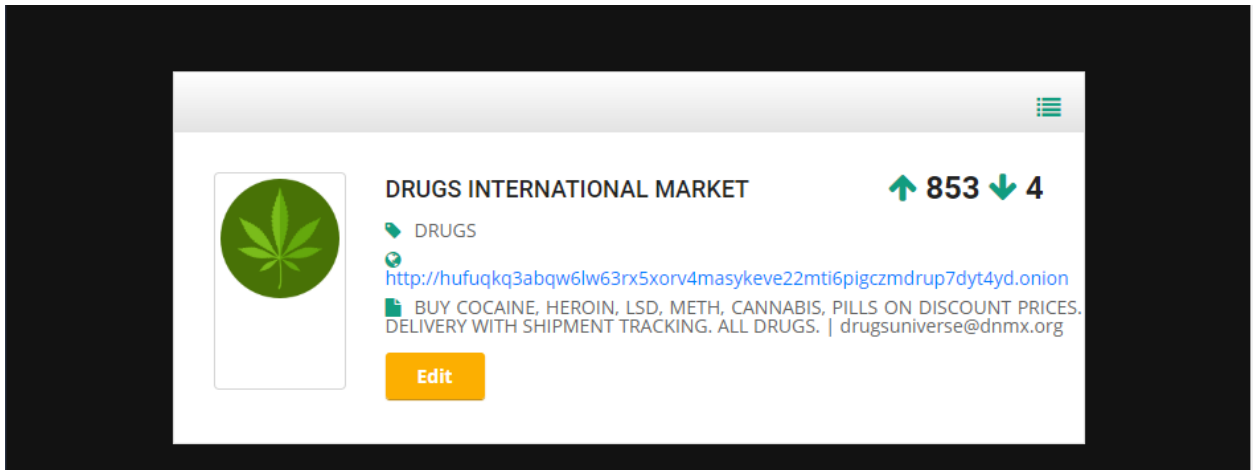 DRUGS INTERNATIONAL MARKET
853 4
DRUGS
http://hufuqkq3abqw6lw63rx5xorv4masykeve22mti6pigczmdrup7dyt4yd.onion
BUY COCAINE, HEROIN, LSD, METH, CANNABIS, PILLS ON DISCOUNT PRICES.
DELIVERY WITH SHIPMENT TRACKING. ALL DRUGS. | drugsuniverse@dnmx.org
Edit